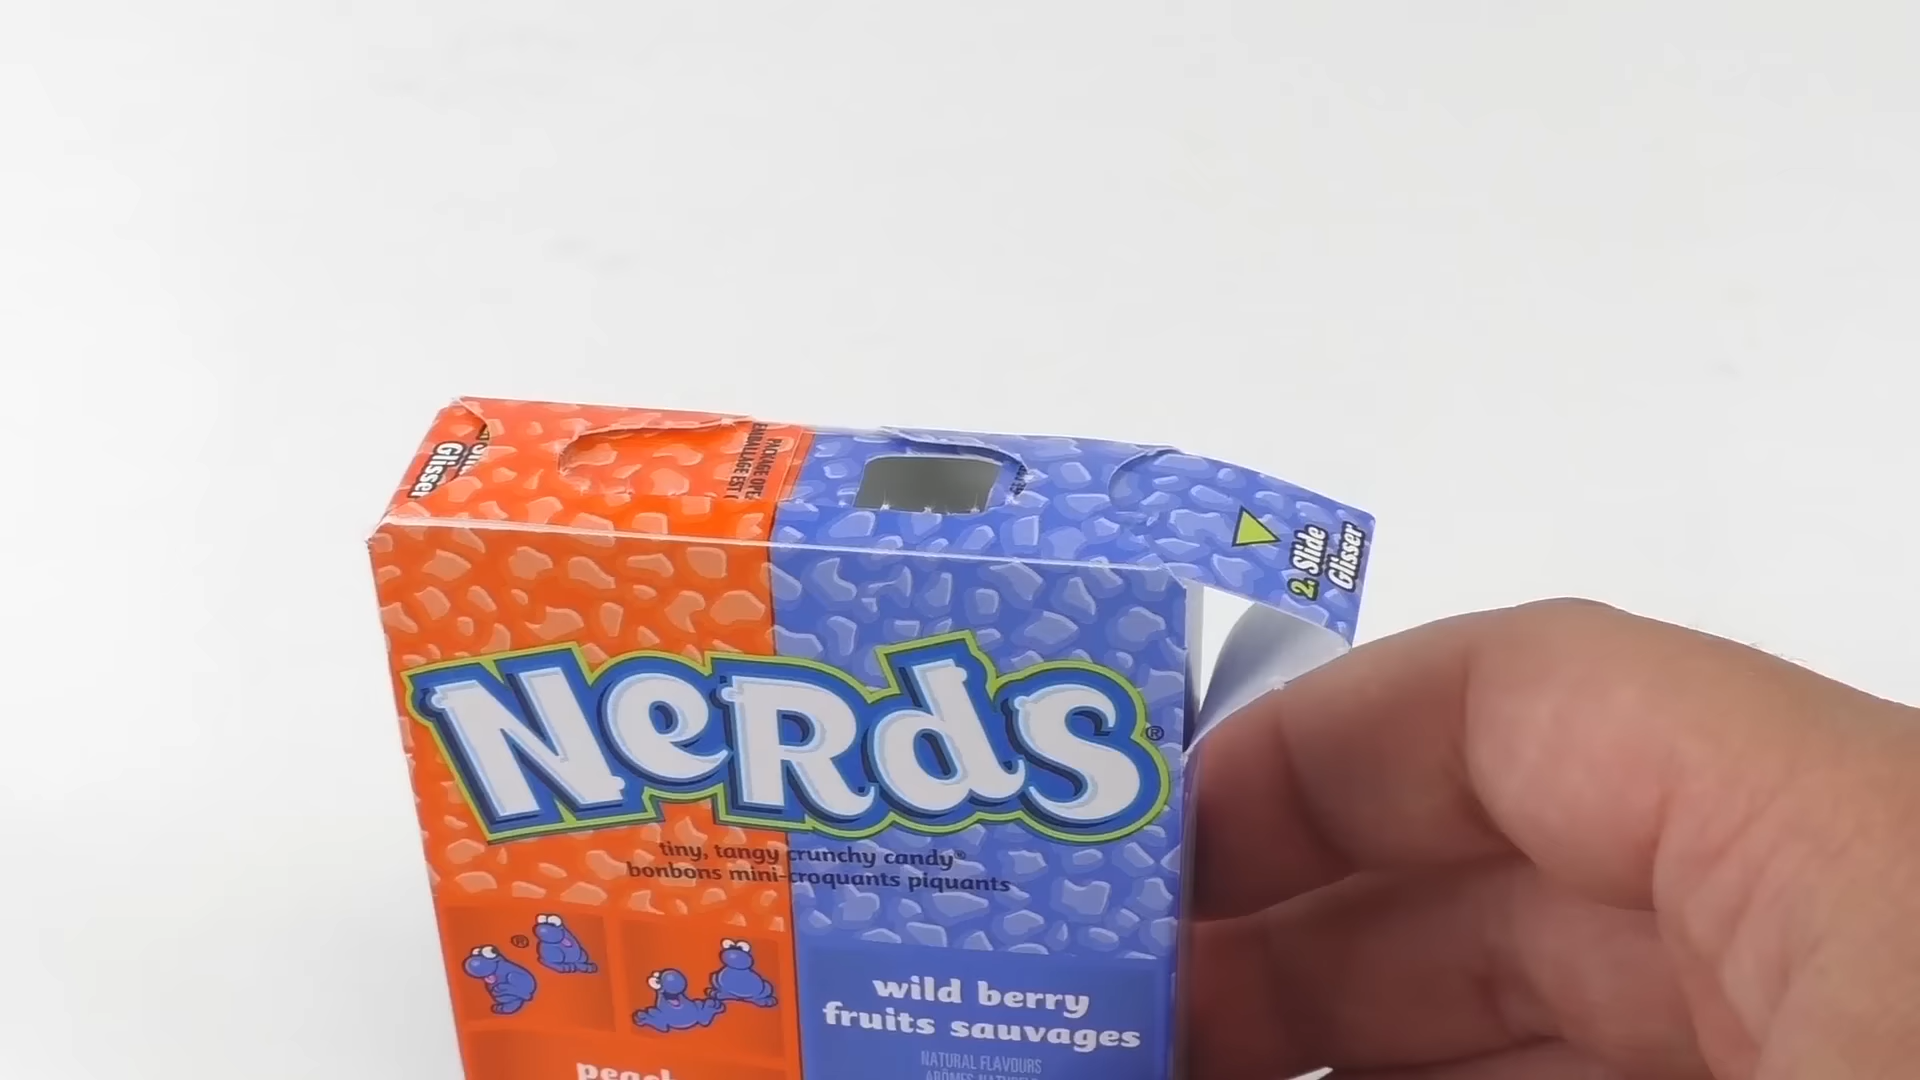 Glisser
PACKAGE OPE
EMBALLAGE EST
2. Slide
Glisser
NeRdS®
tiny, tangy crunchy candy®
bonbons mini-croquants piquants
®
wild berry
fruits sauvages
NATURAL FLAVOURS
peach